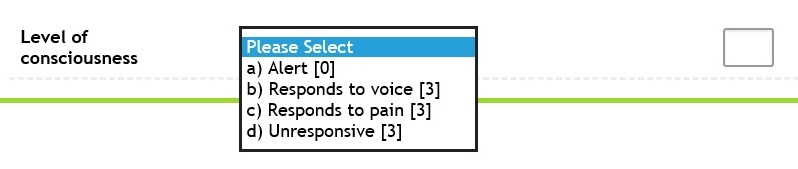 Level of
consciousness
Please Select
a) Alert [0]
b) Responds to voice [3]
c) Responds to pain [3]
d) Unresponsive [3]